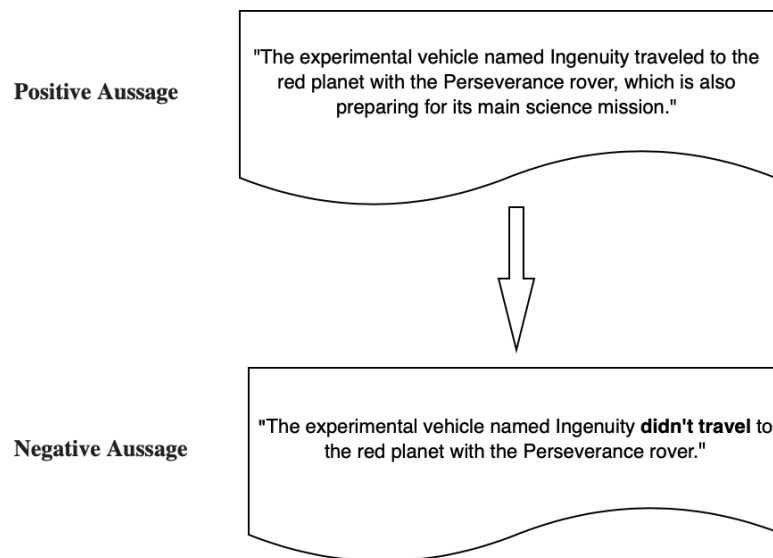 Positive Aussage
"The experimental vehicle named Ingenuity traveled to the
red planet with the Perseverance rover, which is also
preparing for its main science mission."
Negative Aussage
"The experimental vehicle named Ingenuity didn't travel to
the red planet with the Perseverance rover."